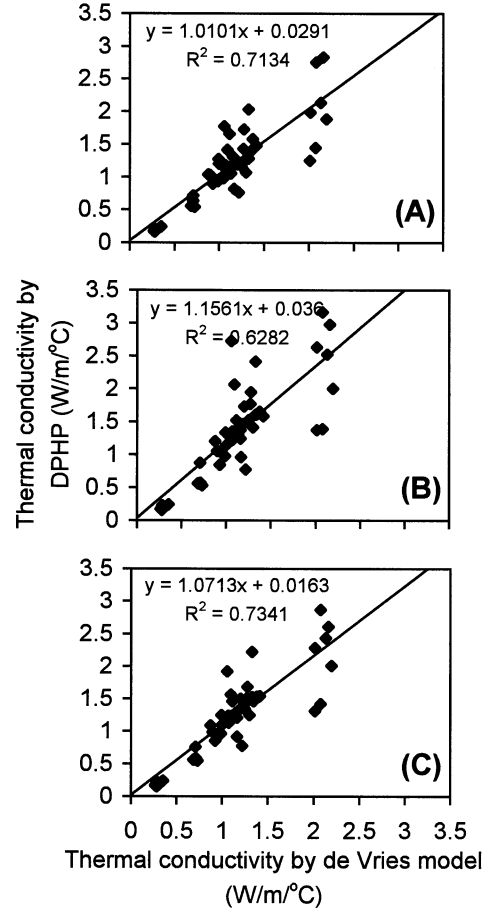 3.5
y = 1.0101x + 0.0291
3
R² = 0.7134
2.5
2
1.5
1
0.5
(A)
0
3.5
y = 1.1561x + 0.036
3
R² = 0.6282
2.5
2
1.5
1
0.5
(B)
0
Thermal conductivity by
DPHP (W/m/°C)
3.5
y = 1.0713x + 0.0163
3
R² = 0.7341
2.5
2
1.5
1
0.5
(C)
0
0 0.5 1 1.5 2 2.5 3 3.5
Thermal conductivity by de Vries model
(W/m/°C)